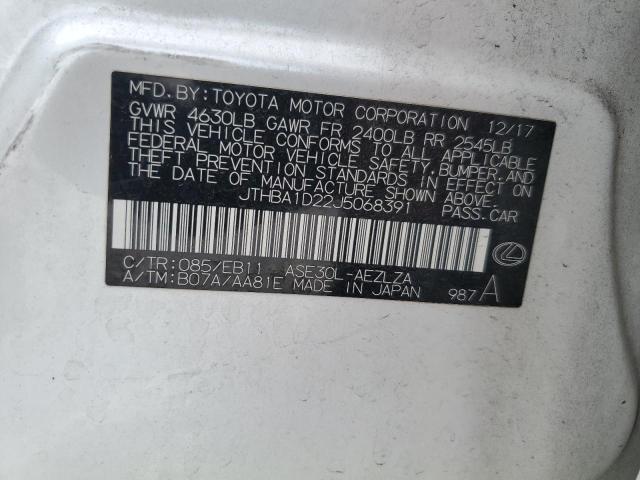 MFD. BY: TOYOTA MOTOR CORPORATION 12/17
GVWR 4630LB GAWR FR 2400LB RR 2545LB
THIS VEHICLE CONFORMS TO ALL APPLICABLE
FEDERAL MOTOR VEHICLE SAFETY, BUMPER, AND
THEFT PREVENTION STANDARDS IN EFFECT ON
THE DATE OF MANUFACTURE SHOWN ABOVE.
JTHBA1D22J5068391 PASS. CAR
C/TR: 085/EB11 ASE30L-AEZLZA
A/TM: B07A/AA81E MADE IN JAPAN 987 A